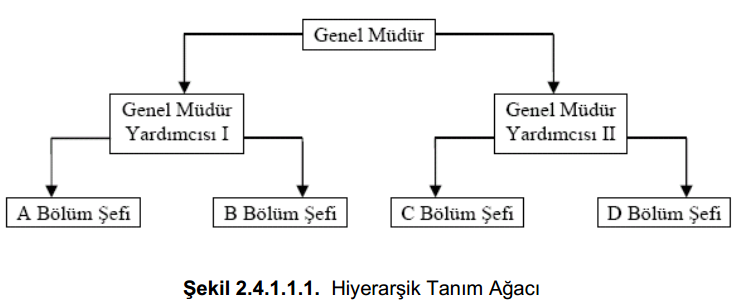 Genel Müdür
Genel Müdür
Yardımcısı I
Genel Müdür
Yardımcısı II
A Bölüm Şefi
B Bölüm Şefi
C Bölüm Şefi
D Bölüm Şefi
Şekil 2.4.1.1.1. Hiyerarşik Tanım Ağacı